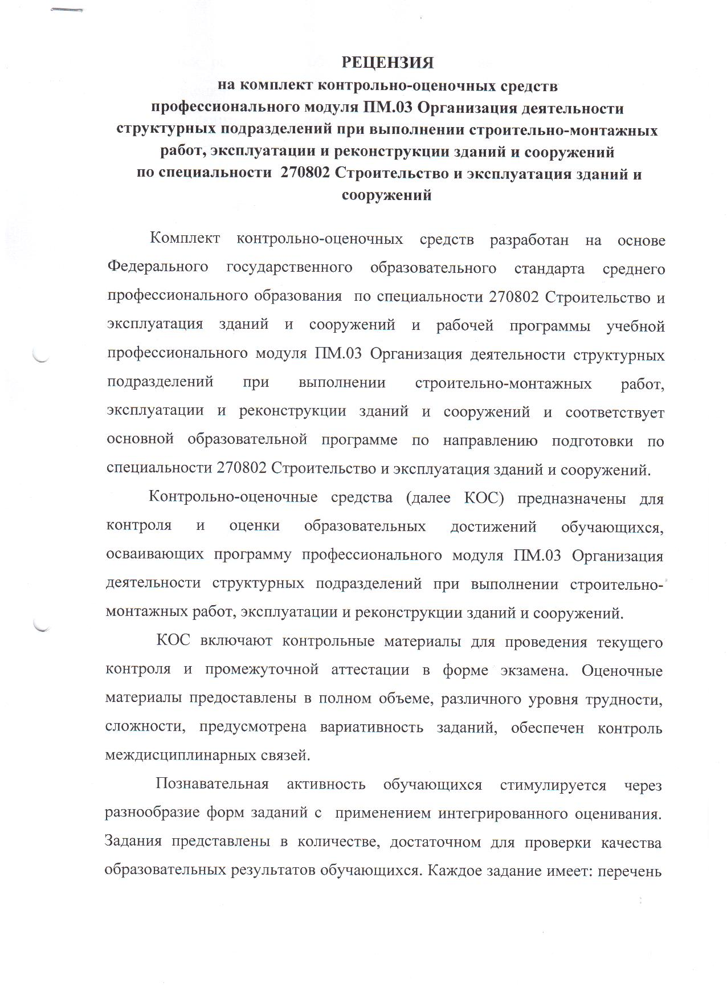 РЕЦЕНЗИЯ
на комплект контрольно-оценочных средств
профессионального модуля ПМ.03 Организация деятельности
структурных подразделений при выполнении строительно-монтажных
работ, эксплуатации и реконструкции зданий и сооружений
по специальности 270802 Строительство и эксплуатация зданий и
сооружений
Комплект контрольно-оценочных средств разработан на основе
Федерального государственного образовательного стандарта среднего
профессионального образования по специальности 270802 Строительство и
эксплуатация зданий и сооружений и рабочей программы учебной
профессионального модуля ПМ.03 Организация деятельности структурных
подразделений при выполнении строительно-монтажных работ,
эксплуатации и реконструкции зданий и сооружений и соответствует
основной образовательной программе по направлению подготовки по
специальности 270802 Строительство и эксплуатация зданий и сооружений.
Контрольно-оценочные средства (далее КОС) предназначены для
контроля и оценки образовательных достижений обучающихся,
осваивающих программу профессионального модуля ПМ.03 Организация
деятельности структурных подразделений при выполнении строительно-
монтажных работ, эксплуатации и реконструкции зданий и сооружений.
КОС включают контрольные материалы для проведения текущего
контроля и промежуточной аттестации в форме экзамена. Оценочные
материалы предоставлены в полном объеме, различного уровня трудности,
сложности, предусмотрена вариативность заданий, обеспечен контроль
междисциплинарных связей.
Познавательная активность обучающихся стимулируется через
разнообразие форм заданий с применением интегрированного оценивания.
Задания представлены в количестве, достаточном для проверки качества
образовательных результатов обучающихся. Каждое задание имеет: перечень